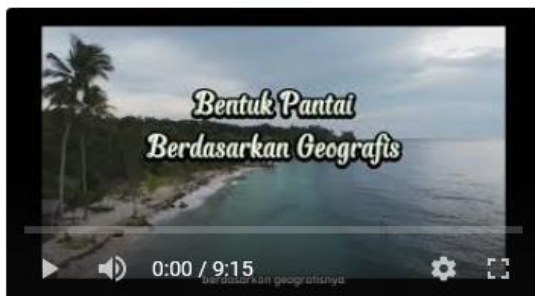 Bentuk Pantai
Berdasarkan Geografis
0:00 / 9:15
berdasarkan geografisnya